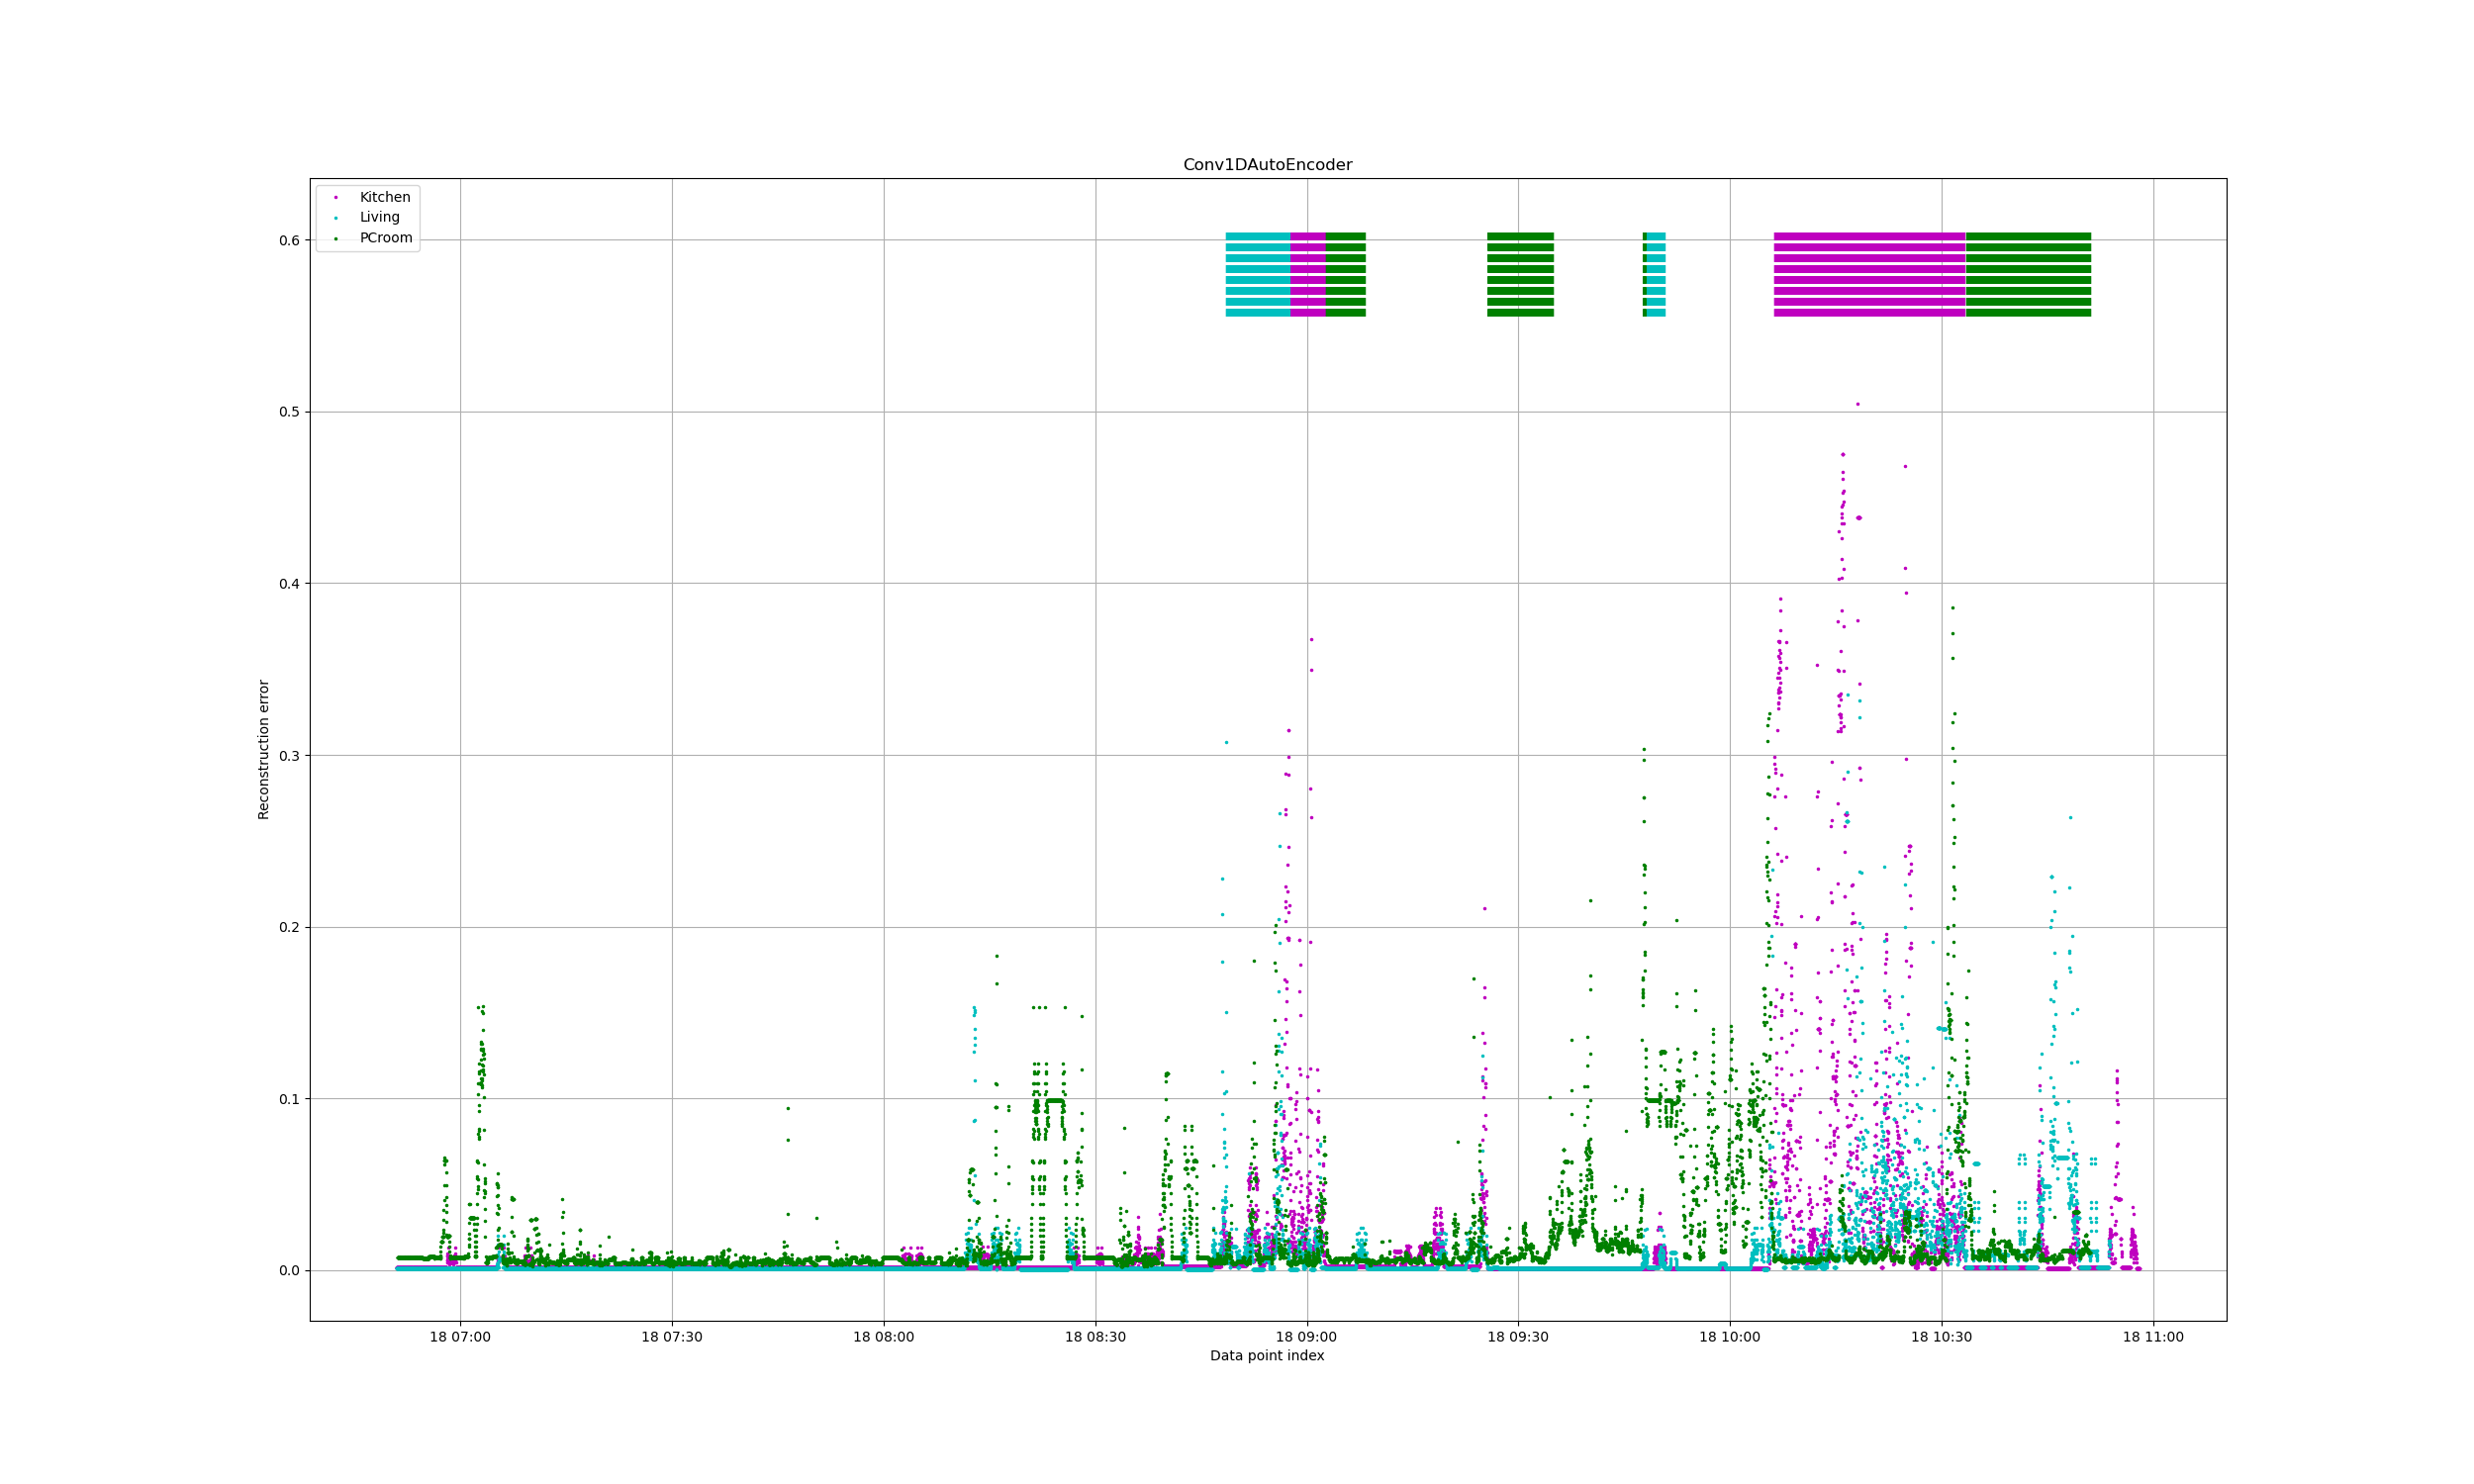 Conv1DAutoEncoder
Kitchen
Living
PCroom
0.6
0.5
0.4
0.3
0.2
0.1
0.0
Reconstruction error
18 07:00
18 07:30
18 08:00
18 08:30
18 09:00
18 09:30
18 10:00
18 10:30
18 11:00
Data point index